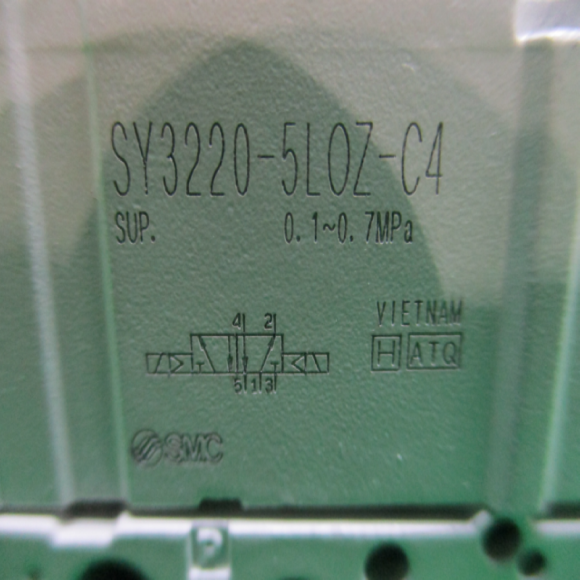 SY3220-5LOZ-C4
SUP. 0.1~0.7MPa
VIETNAM
4 2
H ATQ
5 1 3
SMC
P